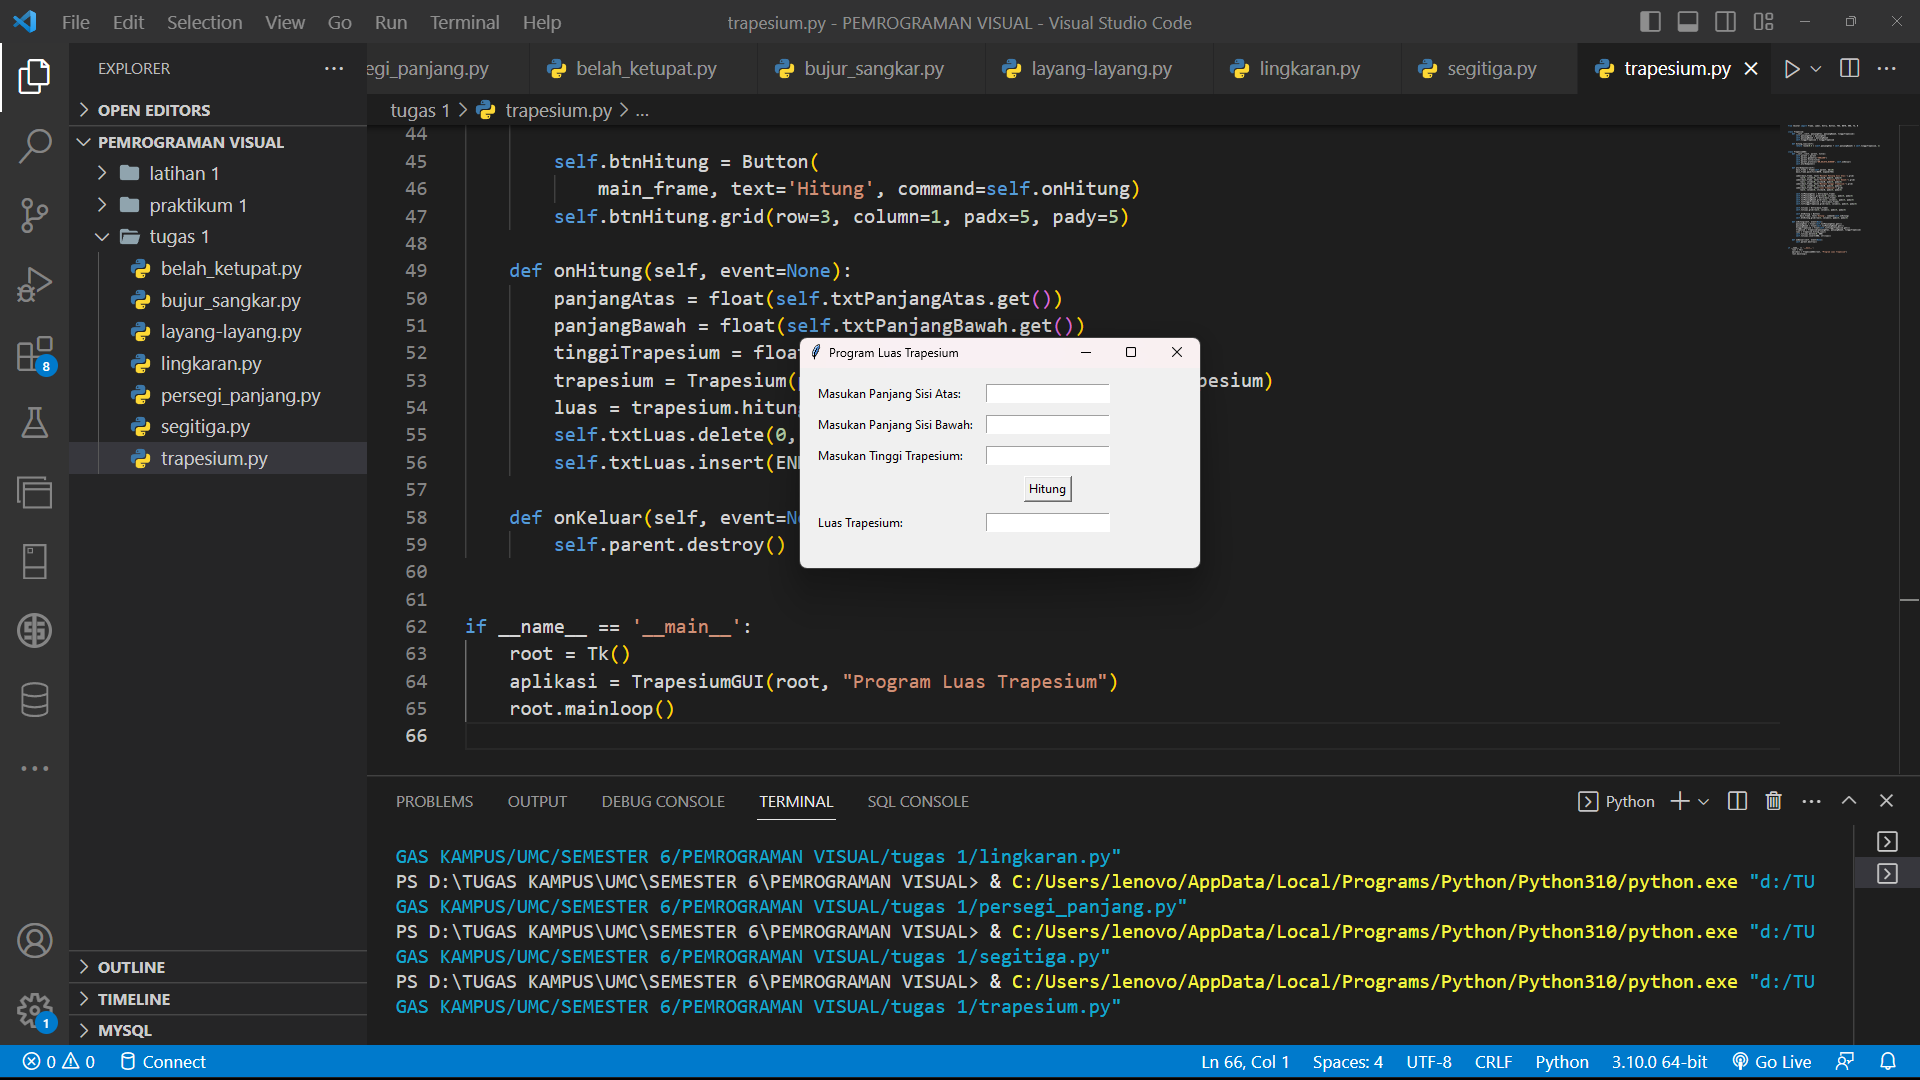 File Edit Selection View Go Run Terminal Help
trapesium.py - PEMROGRAMAN VISUAL - Visual Studio Code
EXPLORER
egi_panjang.py belah_ketupat.py bujur_sangkar.py layang-layang.py lingkaran.py segitiga.py trapesium.py
OPEN EDITORS
PEMROGRAMAN VISUAL
latihan 1
praktikum 1
tugas 1
belah_ketupat.py
bujur_sangkar.py
layang-layang.py
lingkaran.py
persegi_panjang.py
segitiga.py
trapesium.py
OUTLINE
TIMELINE
MYSQL
8
1
tugas 1 > trapesium.py > ...
44
45 self.btnHitung = Button(
46 main_frame, text='Hitung', command=self.onHitung)
47 self.btnHitung.grid(row=3, column=1, padx=5, pady=5)
48
49 def onHitung(self, event=None):
50 panjangAtas = float(self.txtPanjangAtas.get())
51 panjangBawah = float(self.txtPanjangBawah.get())
52 tinggiTrapesium = floa
53 trapesium = Trapesium( pesium)
54 luas = trapesium.hitun
55 self.txtLuas.delete(0,
56 self.txtLuas.insert(EN
57
58 def onKeluar(self, event=N
59 self.parent.destroy()
60
61
62 if __name__ == '__main__':
63 root = Tk()
64 aplikasi = TrapesiumGUI(root, "Program Luas Trapesium")
65 root.mainloop()
66
Program Luas Trapesium
Masukan Panjang Sisi Atas:
Masukan Panjang Sisi Bawah:
Masukan Tinggi Trapesium:
Hitung
Luas Trapesium:
PROBLEMS OUTPUT DEBUG CONSOLE TERMINAL SQL CONSOLE
Python
GAS KAMPUS/UMC/SEMESTER 6/PEMROGRAMAN VISUAL/tugas 1/lingkaran.py"
PS D:\TUGAS KAMPUS\UMC\SEMESTER 6\PEMROGRAMAN VISUAL> & C:/Users/lenovo/AppData/Local/Programs/Python/Python310/python.exe "d:/TU
GAS KAMPUS/UMC/SEMESTER 6/PEMROGRAMAN VISUAL/tugas 1/persegi_panjang.py"
PS D:\TUGAS KAMPUS\UMC\SEMESTER 6\PEMROGRAMAN VISUAL> & C:/Users/lenovo/AppData/Local/Programs/Python/Python310/python.exe "d:/TU
GAS KAMPUS/UMC/SEMESTER 6/PEMROGRAMAN VISUAL/tugas 1/segitiga.py"
PS D:\TUGAS KAMPUS\UMC\SEMESTER 6\PEMROGRAMAN VISUAL> & C:/Users/lenovo/AppData/Local/Programs/Python/Python310/python.exe "d:/TU
GAS KAMPUS/UMC/SEMESTER 6/PEMROGRAMAN VISUAL/tugas 1/trapesium.py"
0 0 Connect
Ln 66, Col 1 Spaces: 4 UTF-8 CRLF Python 3.10.0 64-bit Go Live